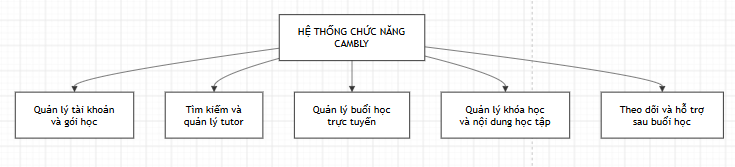 HỆ THỐNG CHỨC NĂNG
CAMBLY
Quản lý tài khoản
và gói học
Tìm kiếm và
quản lý tutor
Quản lý buổi học
trực tuyến
Quản lý khóa học
và nội dung học tập
Theo dõi và hỗ trợ
sau buổi học